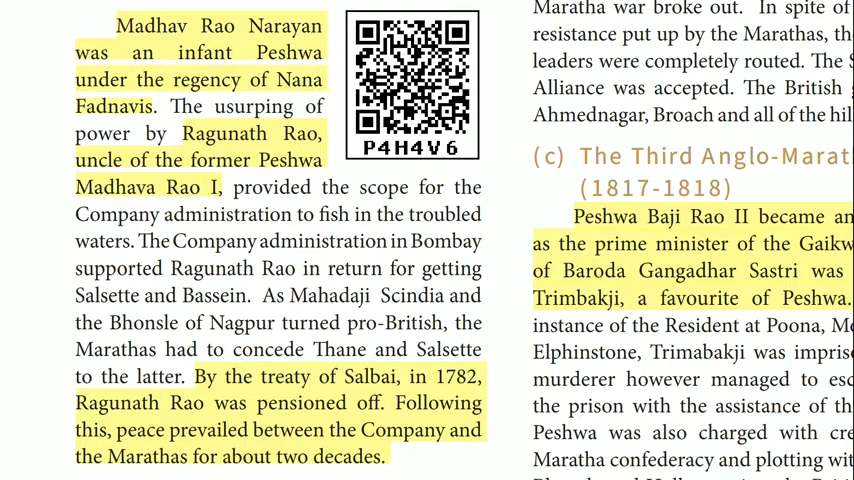 Madhav Rao Narayan
was an infant Peshwa
under the regency of Nana
Fadnavis. The usurping of
power by Ragunath Rao,
uncle of the former Peshwa
Madhava Rao I, provided the scope for the
Company administration to fish in the troubled
waters. The Company administration in Bombay
supported Ragunath Rao in return for getting
Salsette and Bassein. As Mahadaji Scindia and
the Bhonsle of Nagpur turned pro-British, the
Marathas had to concede Thane and Salsette
to the latter. By the treaty of Salbai, in 1782,
Ragunath Rao was pensioned off. Following
this, peace prevailed between the Company and
the Marathas for about two decades.
P4H4V6
Maratha war broke out. In spite of
resistance put up by the Marathas, th
leaders were completely routed. The S
Alliance was accepted. The British
Ahmednagar, Broach and all of the hil
(c) The Third Anglo-Marat
(1817-1818)
Peshwa Baji Rao II became an
as the prime minister of the Gaikw
of Baroda Gangadhar Sastri was
Trimbakji, a favourite of Peshwa.
instance of the Resident at Poona, Mo
Elphinstone, Trimabakji was impriso
murderer however managed to esc
the prison with the assistance of th
Peshwa was also charged with cre
Maratha confederacy and plotting wit